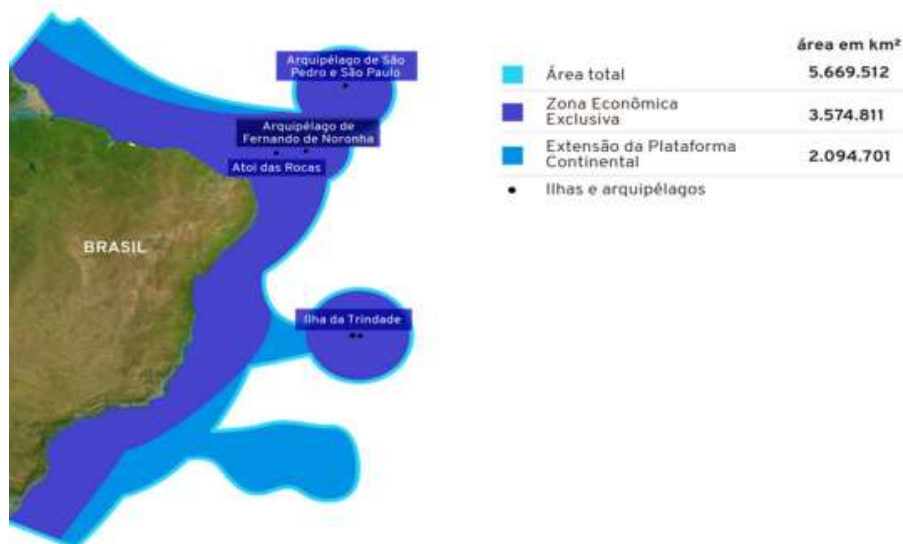 Arquipélago de São
Pedro e São Paulo
Arquipélago de
Fernando de Noronha
Atol das Rocas
BRASIL
Ilha da Trindade
área em km²
Área total 5.669.512
Zona Econômica
Exclusiva 3.574.811
Extensão da Plataforma
Continental 2.094.701
Ilhas e arquipélagos